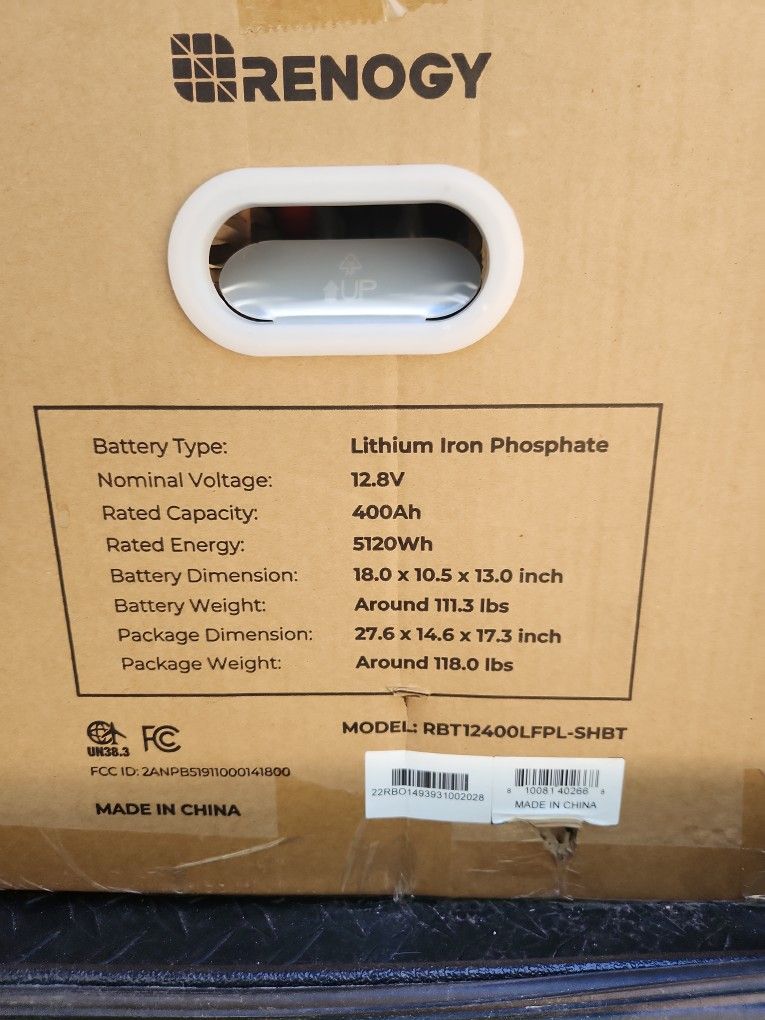 RENOGY
UP
Battery Type: Lithium Iron Phosphate
Nominal Voltage: 12.8V
Rated Capacity: 400Ah
Rated Energy: 5120Wh
Battery Dimension: 18.0 x 10.5 x 13.0 inch
Battery Weight: Around 111.3 lbs
Package Dimension: 27.6 x 14.6 x 17.3 inch
Package Weight: Around 118.0 lbs
UN38.3 FC
MODEL: RBT12400LFPL-SHBT
FCC ID: 2ANPB51911000141800
22RBO1493931002028
8 10081 40266 8
MADE IN CHINA
MADE IN CHINA